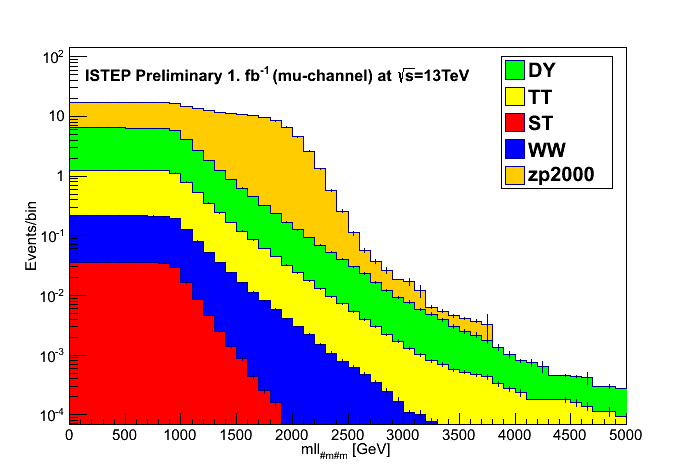 ISTEP Preliminary 1. fb-1 (mu-channel) at √s=13TeV
DY
TT
ST
WW
zp2000
Events/bin
10^2
10
1
10^-1
10^-2
10^-3
10^-4
0 500 1000 1500 2000 2500 3000 3500 4000 4500 5000
mll#m#m [GeV]